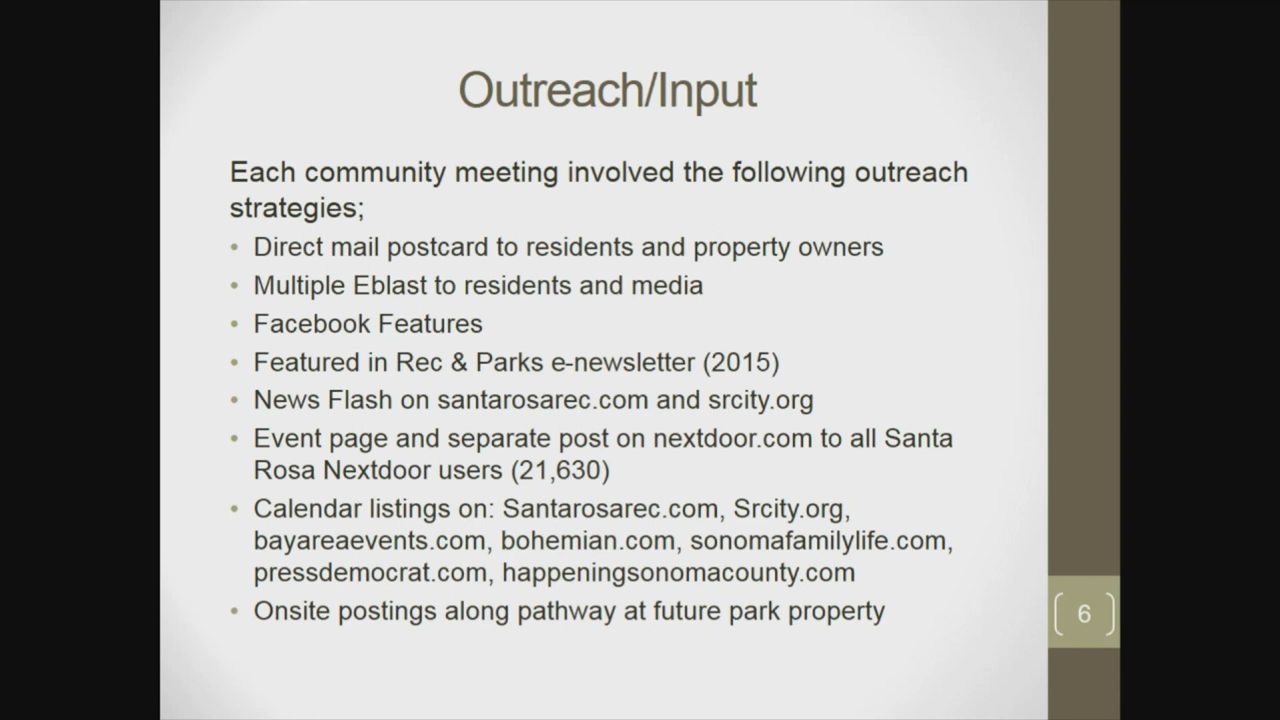 Outreach/Input
Each community meeting involved the following outreach
strategies;
• Direct mail postcard to residents and property owners
• Multiple Eblast to residents and media
• Facebook Features
• Featured in Rec & Parks e-newsletter (2015)
• News Flash on santarosarec.com and srcity.org
• Event page and separate post on nextdoor.com to all Santa
Rosa Nextdoor users (21,630)
• Calendar listings on: Santarosarec.com, Srcity.org,
bayareaevents.com, bohemian.com, sonomafamilylife.com,
pressdemocrat.com, happeningsonomacounty.com
• Onsite postings along pathway at future park property
6